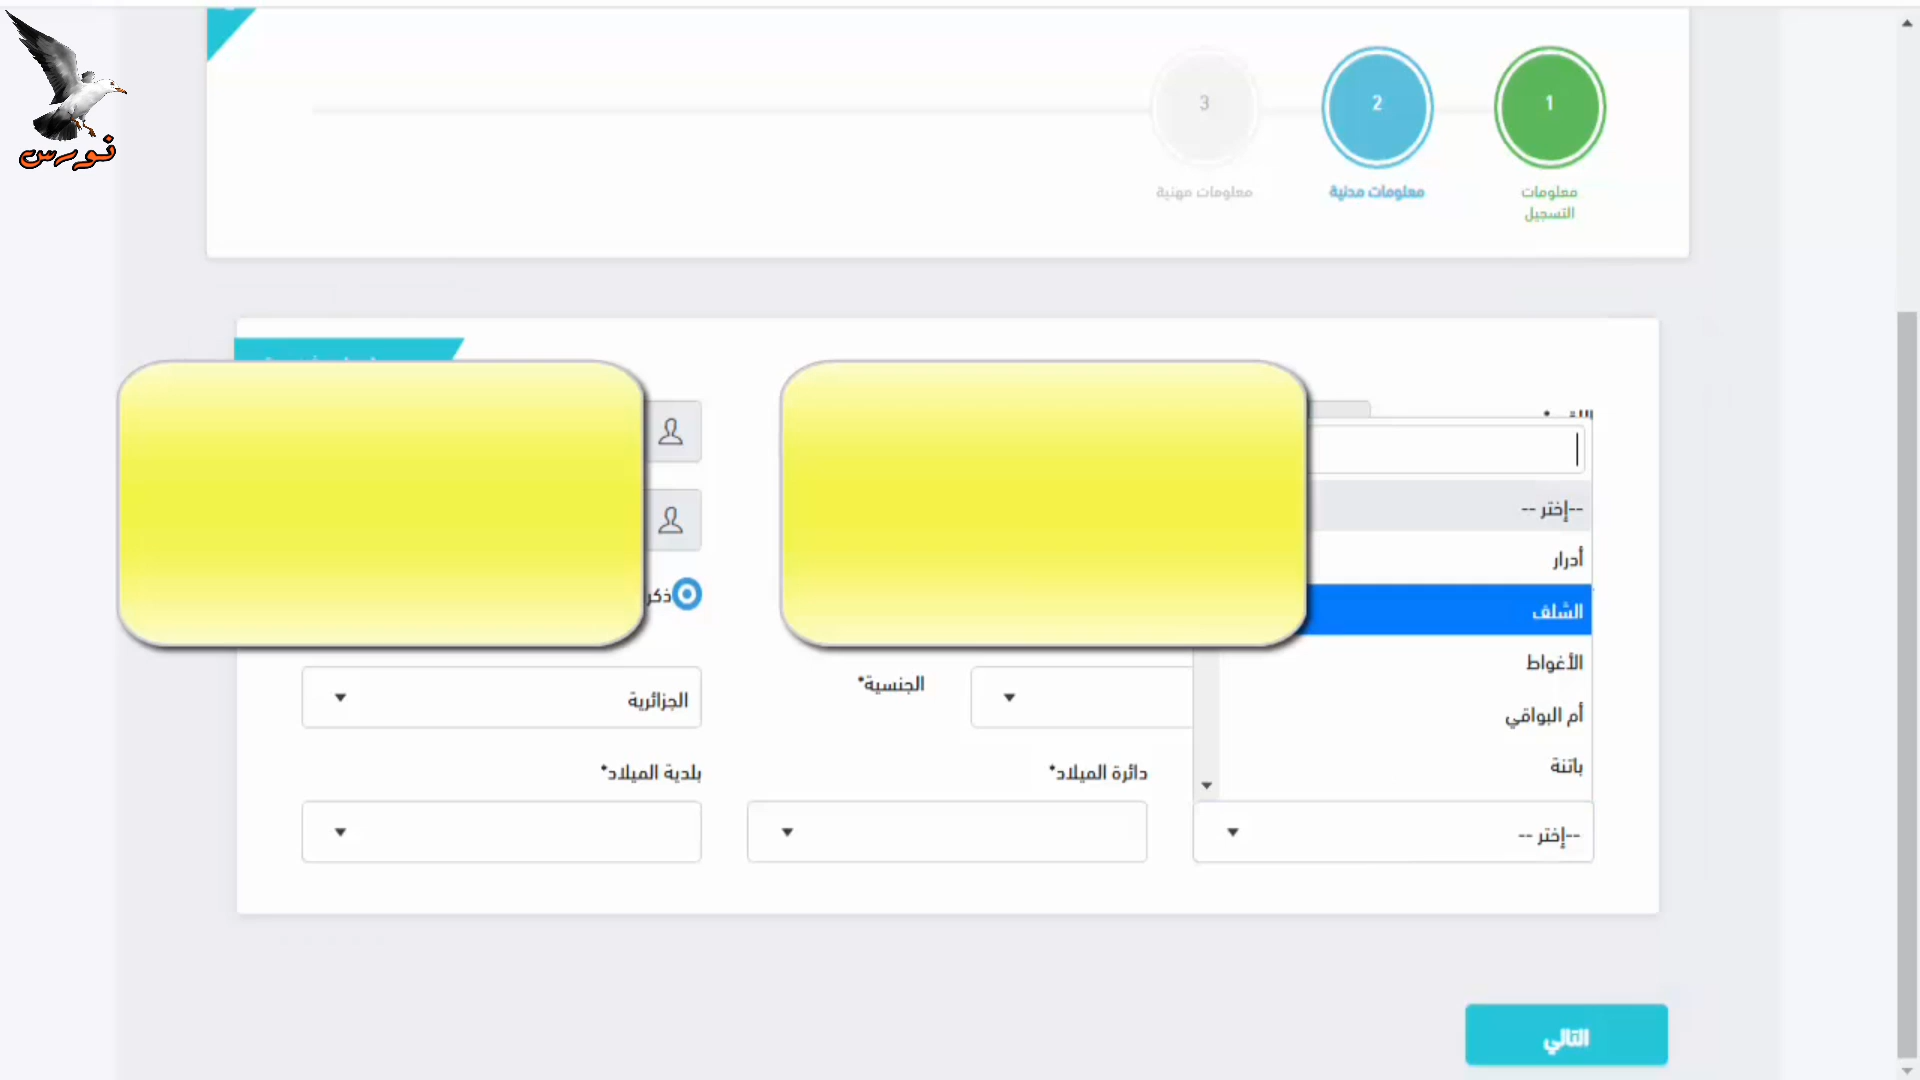 نورس
1
2
3
معلومات
التسجيل
معلومات مدنية
معلومات مهنية
--إختر --
أدرار
الشلف
الأغواط
أم البواقي
باتنة
ذكر
الجنسية*
الجزائرية
دائرة الميلاد*
بلدية الميلاد*
--إختر --
التالي